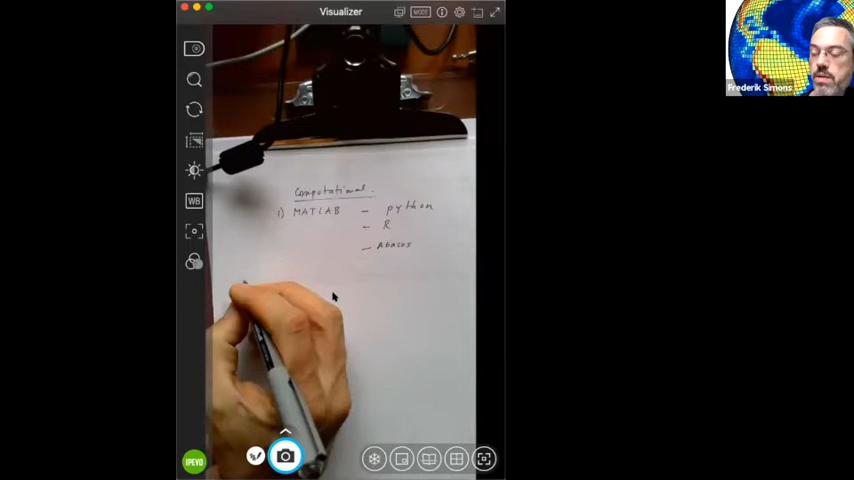 Visualizer
MODE
Frederik Simons
WB
Computational.
1) MATLAB - python
- R
- Abacus
IPEVO